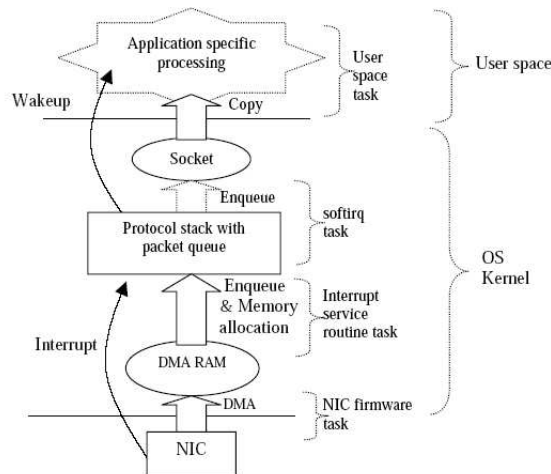 Application specific
processing
User
space
task
User space
Wakeup
Copy
Socket
Enqueue
Protocol stack with
packet queue
softirq
task
OS
Kernel
Enqueue
& Memory
allocation
Interrupt
service
routine task
Interrupt
DMA RAM
DMA
NIC firmware
task
NIC